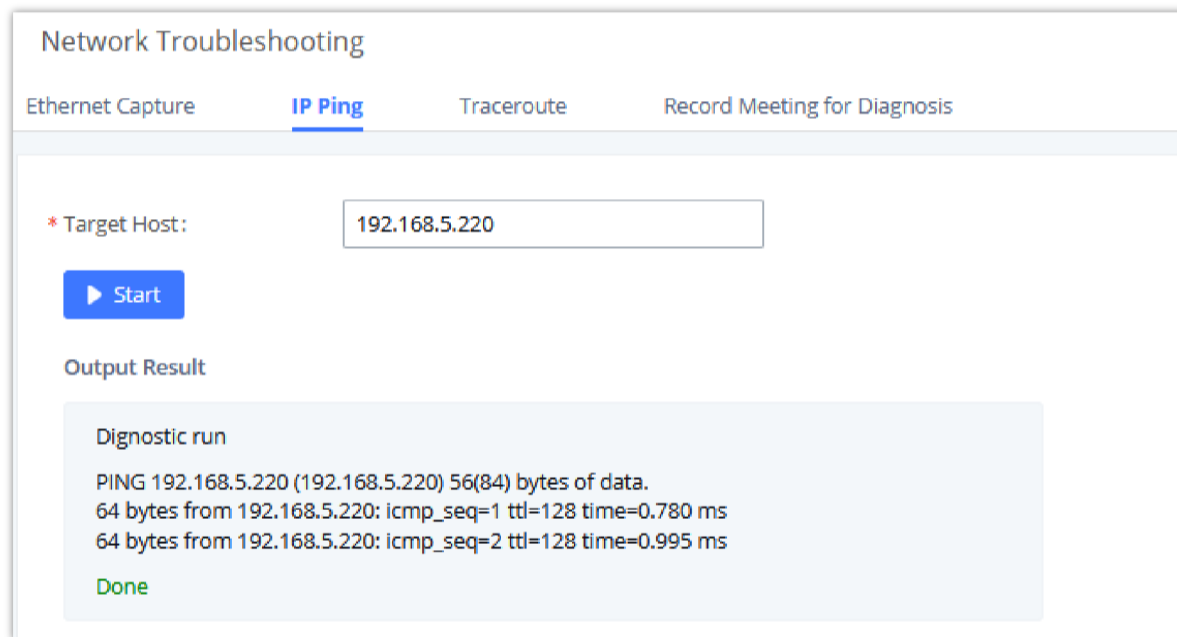 Network Troubleshooting
Ethernet Capture IP Ping Traceroute Record Meeting for Diagnosis
* Target Host: 192.168.5.220
Start
Output Result
Dignostic run
PING 192.168.5.220 (192.168.5.220) 56(84) bytes of data.
64 bytes from 192.168.5.220: icmp_seq=1 ttl=128 time=0.780 ms
64 bytes from 192.168.5.220: icmp_seq=2 ttl=128 time=0.995 ms
Done